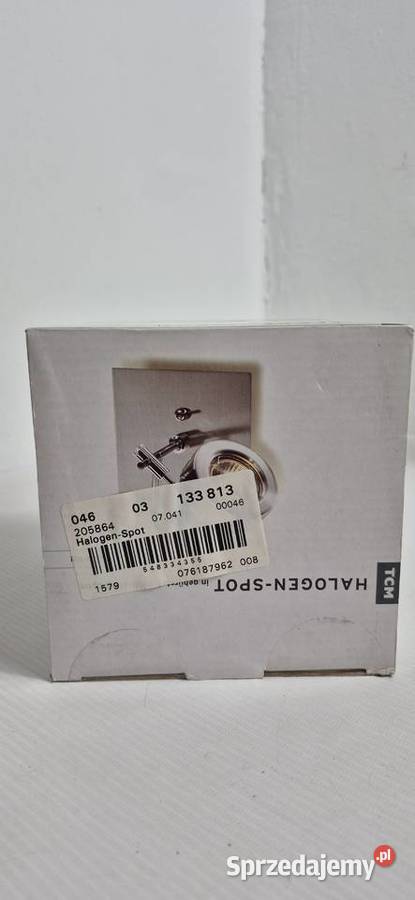 046 03 133 813
205864 07.041 00046
Halogen-Spot
548334355
1579 076187962 008
TCM
HALOGEN-SPOT
in
Sprzedajemy.pl